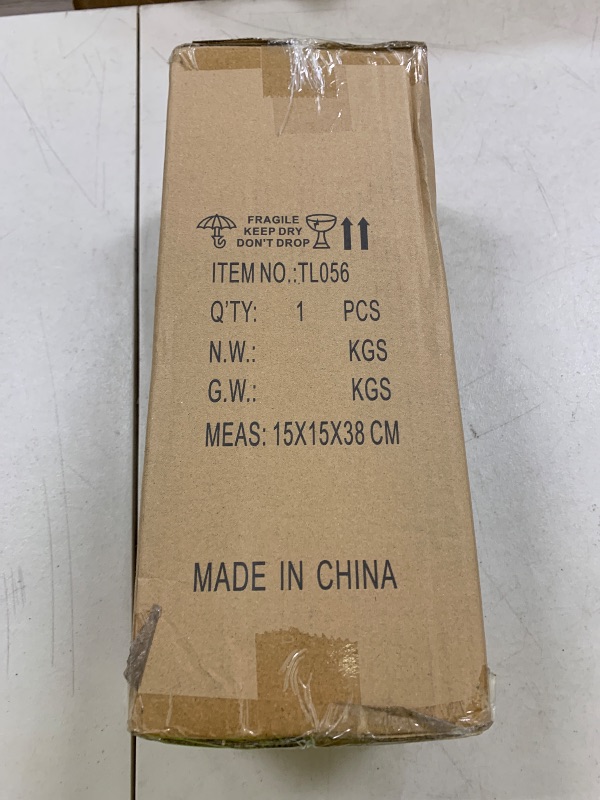 FRAGILE
KEEP DRY
DON'T DROP
ITEM NO.:TL056
Q'TY: 1 PCS
N.W.: KGS
G.W.: KGS
MEAS: 15X15X38 CM
MADE IN CHINA